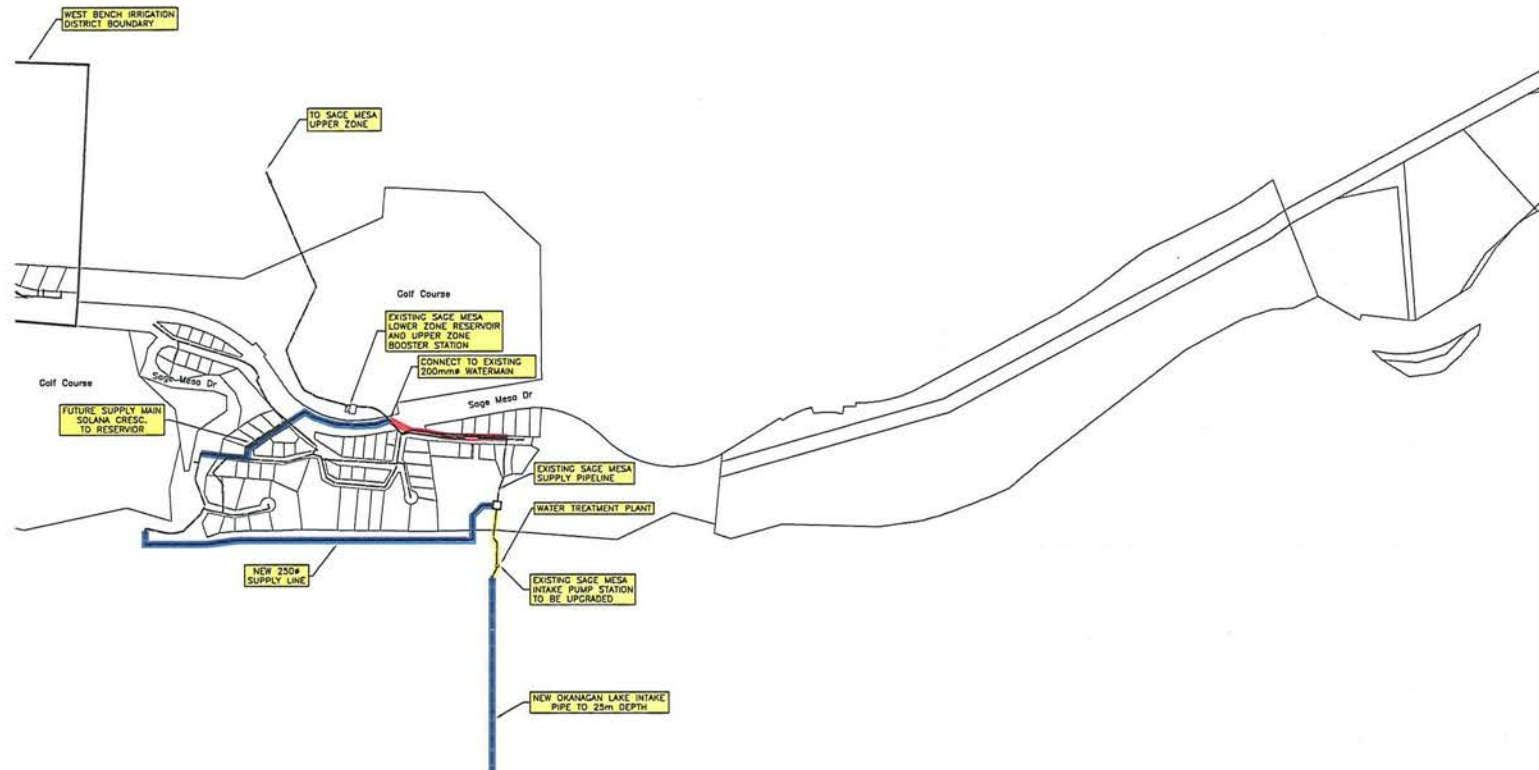 WEST BENCH IRRIGATION
DISTRICT BOUNDARY
TO SAGE MESA
UPPER ZONE
Golf Course
EXISTING SAGE MESA
LOWER ZONE RESERVOIR
AND UPPER ZONE
BOOSTER STATION
CONNECT TO EXISTING
200mmø WATERMAIN
Golf Course
Sage Mesa Dr
Sage Mesa Dr
FUTURE SUPPLY MAIN
SOLANA CRESC.
TO RESERVOIR
EXISTING SAGE MESA
SUPPLY PIPELINE
WATER TREATMENT PLANT
NEW 250ø
SUPPLY LINE
EXISTING SAGE MESA
INTAKE PUMP STATION
TO BE UPGRADED
NEW OKANAGAN LAKE INTAKE
PIPE TO 25m DEPTH